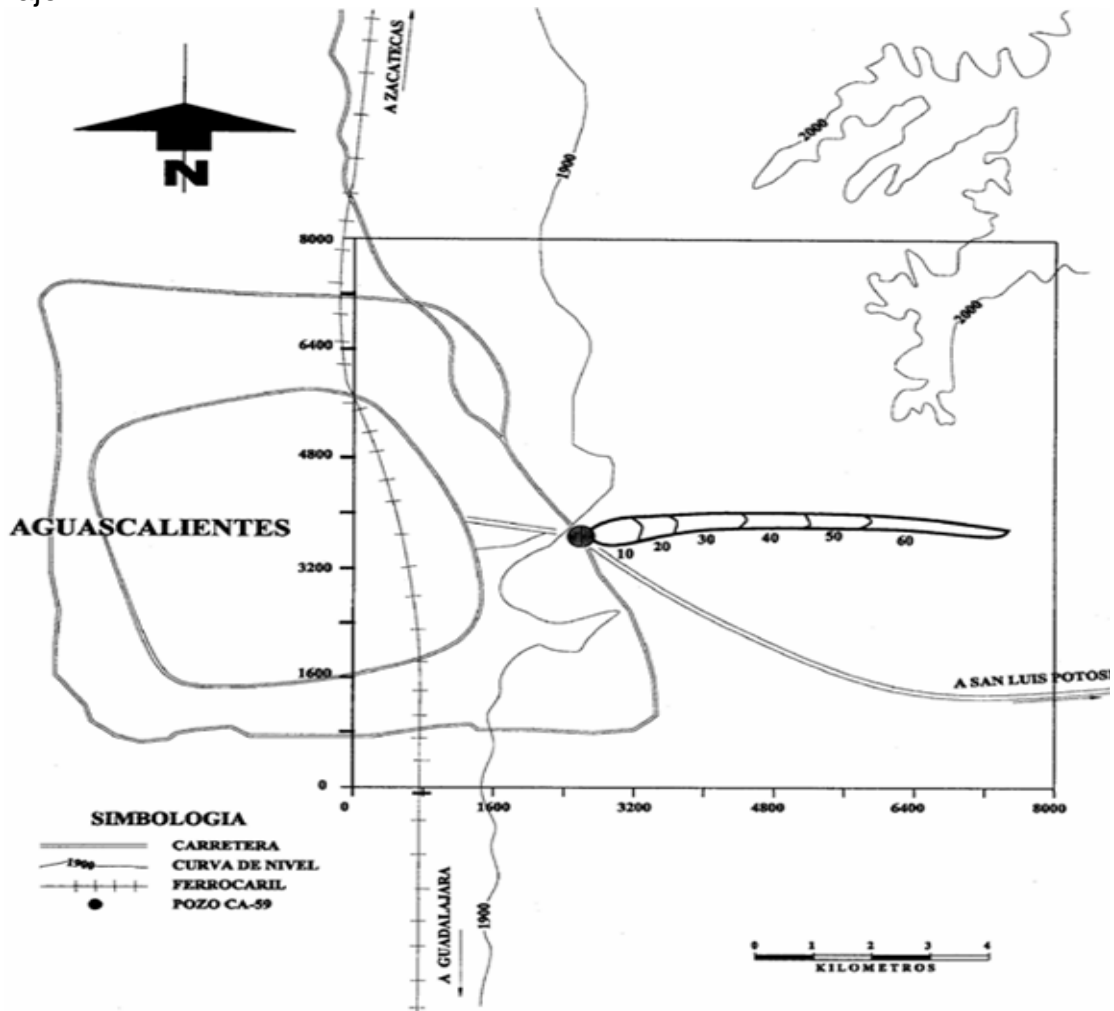 A ZACATECAS
1900
2000
N
8000
2000
6400
4800
AGUASCALIENTES
10 20 30 40 50 60
3200
1600
A SAN LUIS POTOSI
0
0 1600 3200 4800 6400 8000
SIMBOLOGIA
CARRETERA
1900 CURVA DE NIVEL
FERROCARIL
POZO CA-59
A GUADALAJARA
1900
0 1 2 3 4
KILOMETROS